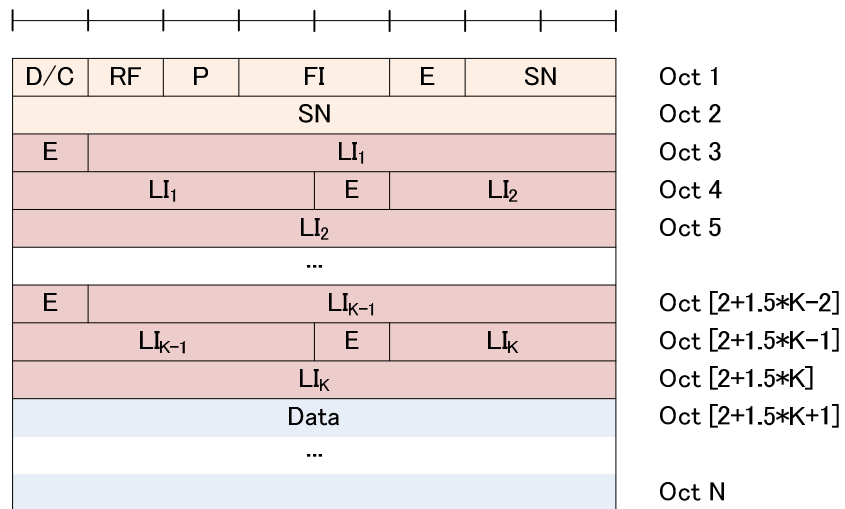 D/C RF P FI E SN Oct 1
SN Oct 2
E LI₁ Oct 3
LI₁ E LI₂ Oct 4
LI₂ Oct 5
...
E LIK-1 Oct [2+1.5*K-2]
LIK-1 E LIK Oct [2+1.5*K-1]
LIK Oct [2+1.5*K]
Data Oct [2+1.5*K+1]
...
Oct N